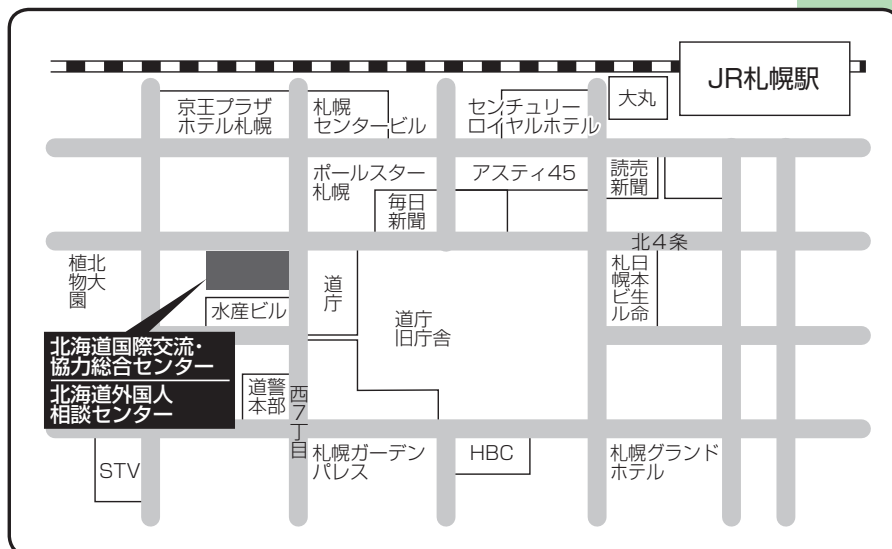 JR札幌駅
大丸
京王プラザ
ホテル札幌
札幌
センタービル
センチュリー
ロイヤルホテル
ポールスター
札幌
アスティ45
読売
新聞
毎日
新聞
北4条
北大
植物園
道庁
道庁
旧庁舎
日本生命
札幌ビル
水産ビル
北海道国際交流・
協力総合センター
北海道外国人
相談センター
道警
本部
西7丁目
STV
札幌ガーデン
パレス
HBC
札幌グランド
ホテル